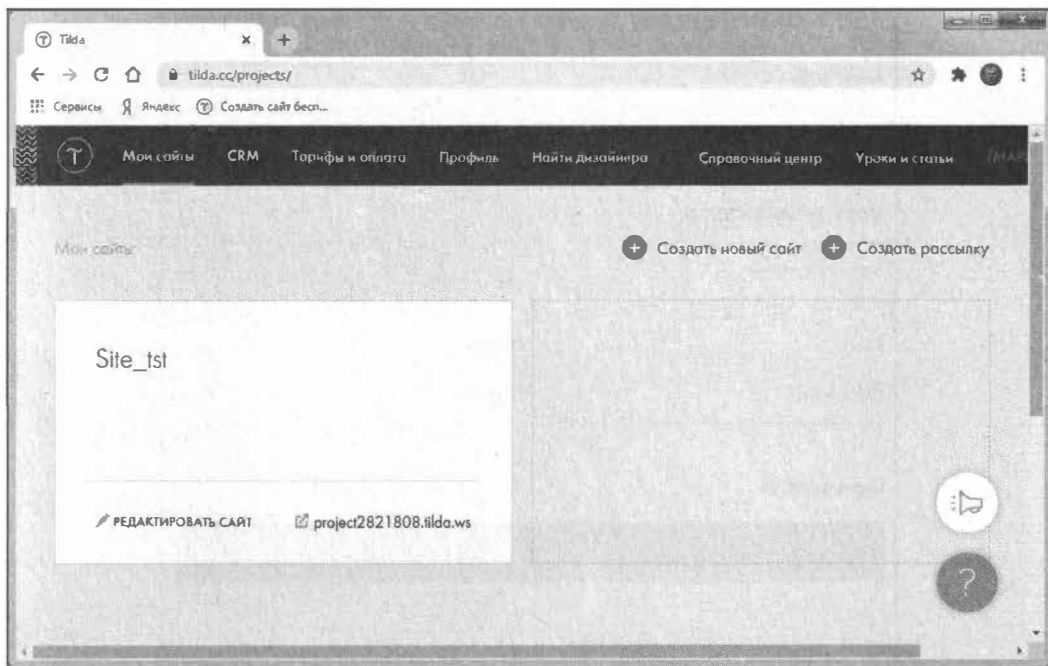 Tilda
tilda.cc/projects/
Сервисы Яндекс Создать сайт бесп...
Мои сайты CRM Тарифы и оплата Профиль Найти дизайнера Справочный центр Уроки и статьи
Мои сайты
+ Создать новый сайт + Создать рассылку
Site_tst
РЕДАКТИРОВАТЬ САЙТ project2821808.tilda.ws
?